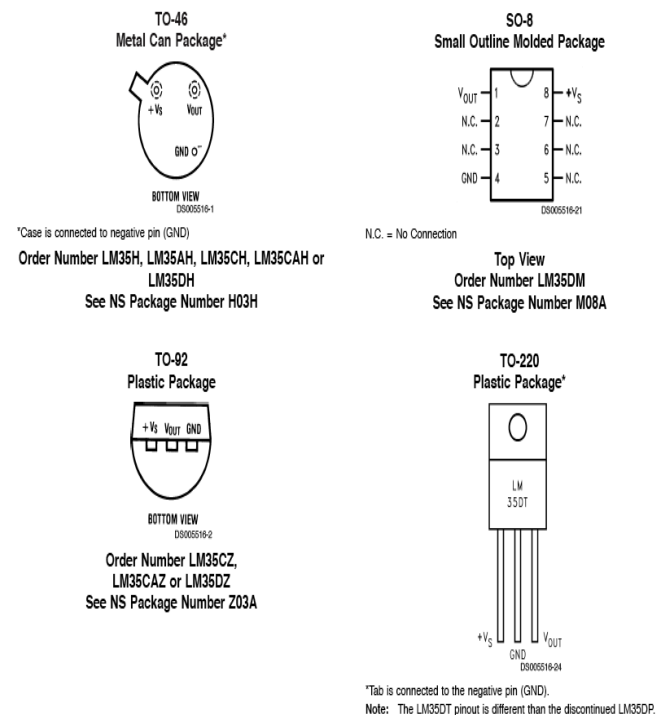 TO-46
Metal Can Package*
+VS VOUT
GND
BOTTOM VIEW
DS005516-1
*Case is connected to negative pin (GND)
Order Number LM35H, LM35AH, LM35CH, LM35CAH or
LM35DH
See NS Package Number H03H
SO-8
Small Outline Molded Package
VOUT 1 8 +VS
N.C. 2 7 N.C.
N.C. 3 6 N.C.
GND 4 5 N.C.
DS005516-21
N.C. = No Connection
Top View
Order Number LM35DM
See NS Package Number M08A
TO-92
Plastic Package
+VS VOUT GND
BOTTOM VIEW
DS005516-2
Order Number LM35CZ,
LM35CAZ or LM35DZ
See NS Package Number Z03A
TO-220
Plastic Package*
LM
35DT
+VS VOUT
GND
DS005516-24
*Tab is connected to the negative pin (GND).
Note: The LM35DT pinout is different than the discontinued LM35DP.